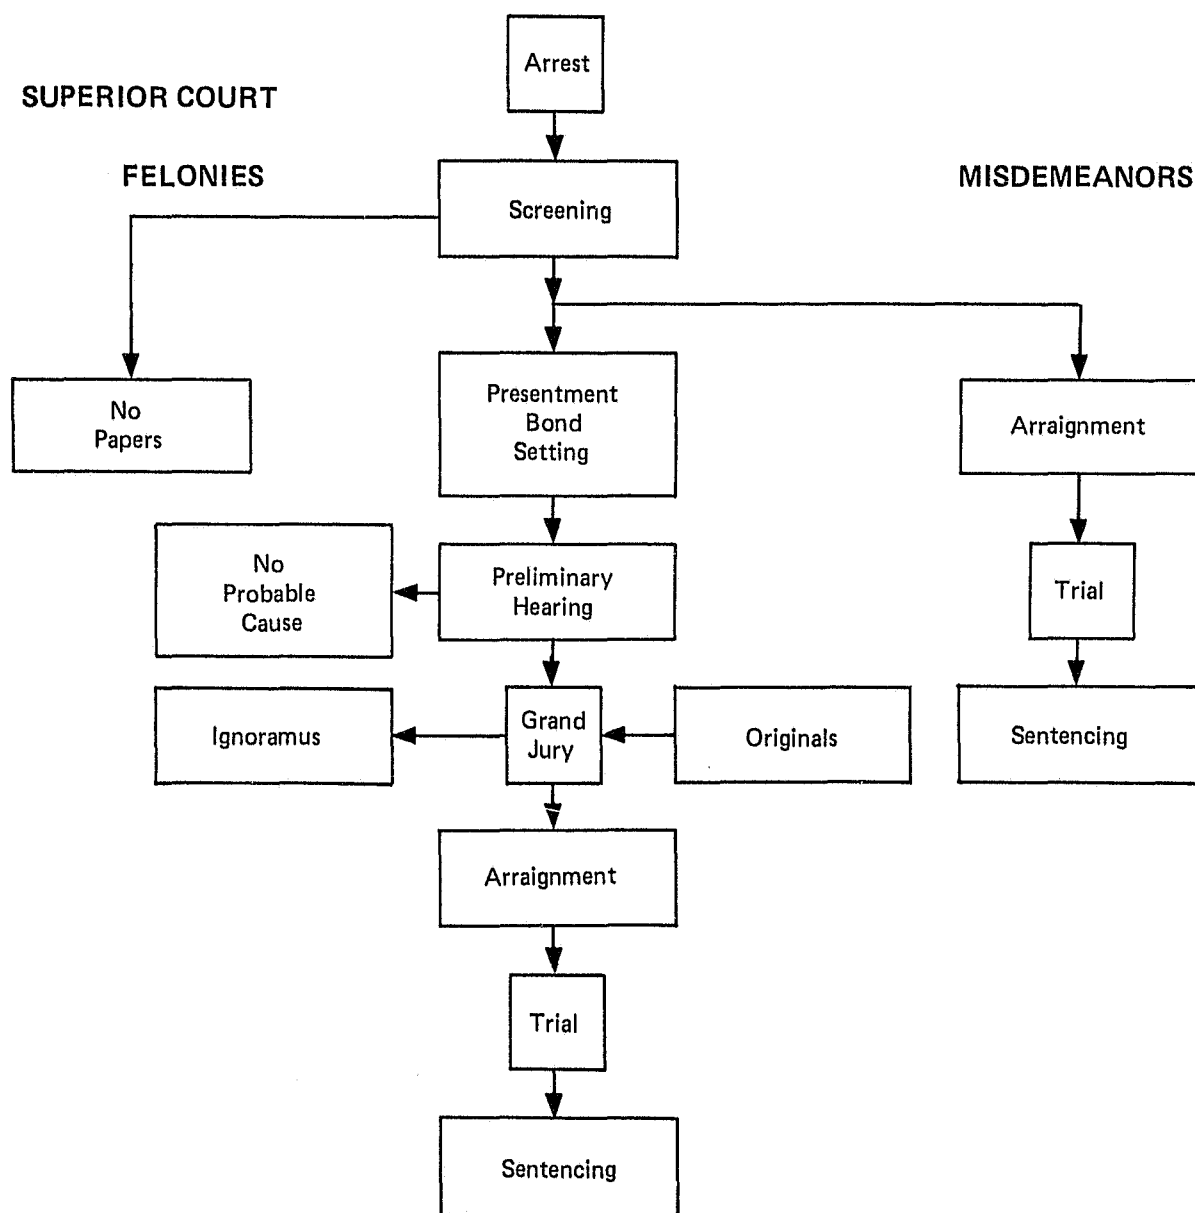 Arrest
SUPERIOR COURT
FELONIES
MISDEMEANORS
Screening
No
Papers
Presentment
Bond
Setting
Arraignment
No
Probable
Cause
Preliminary
Hearing
Trial
Ignoramus
Grand
Jury
Originals
Sentencing
Arraignment
Trial
Sentencing